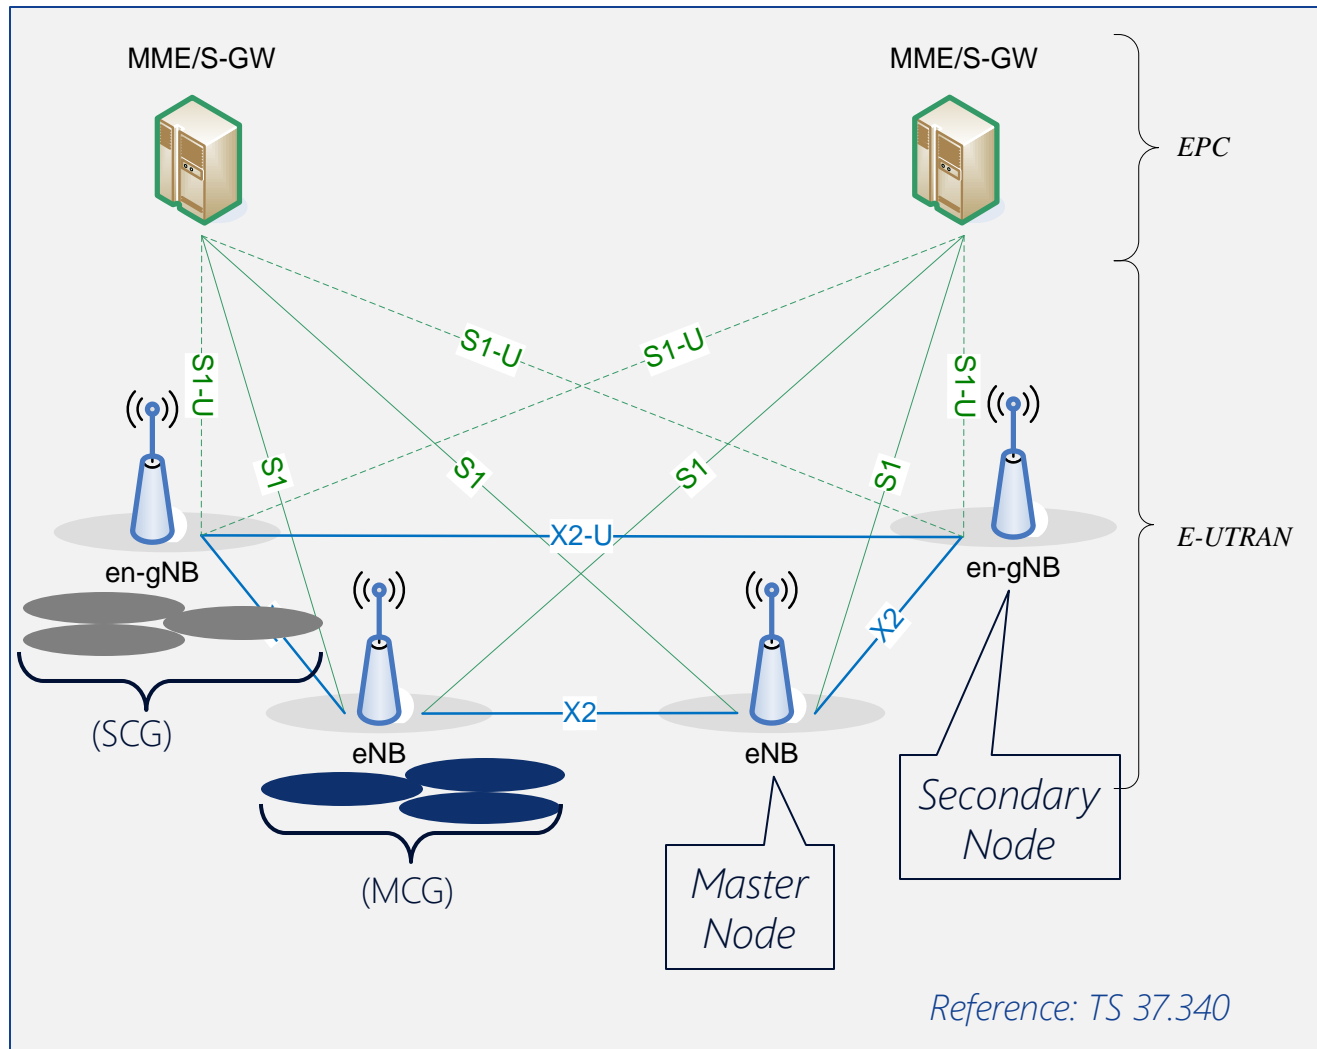 MME/S-GW
MME/S-GW
EPC
S1-U
S1-U
S1-U
S1-U
S1
S1
S1
S1
X2-U
E-UTRAN
en-gNB
en-gNB
X2
X2
(SCG)
eNB
eNB
Secondary
Node
(MCG)
Master
Node
Reference: TS 37.340